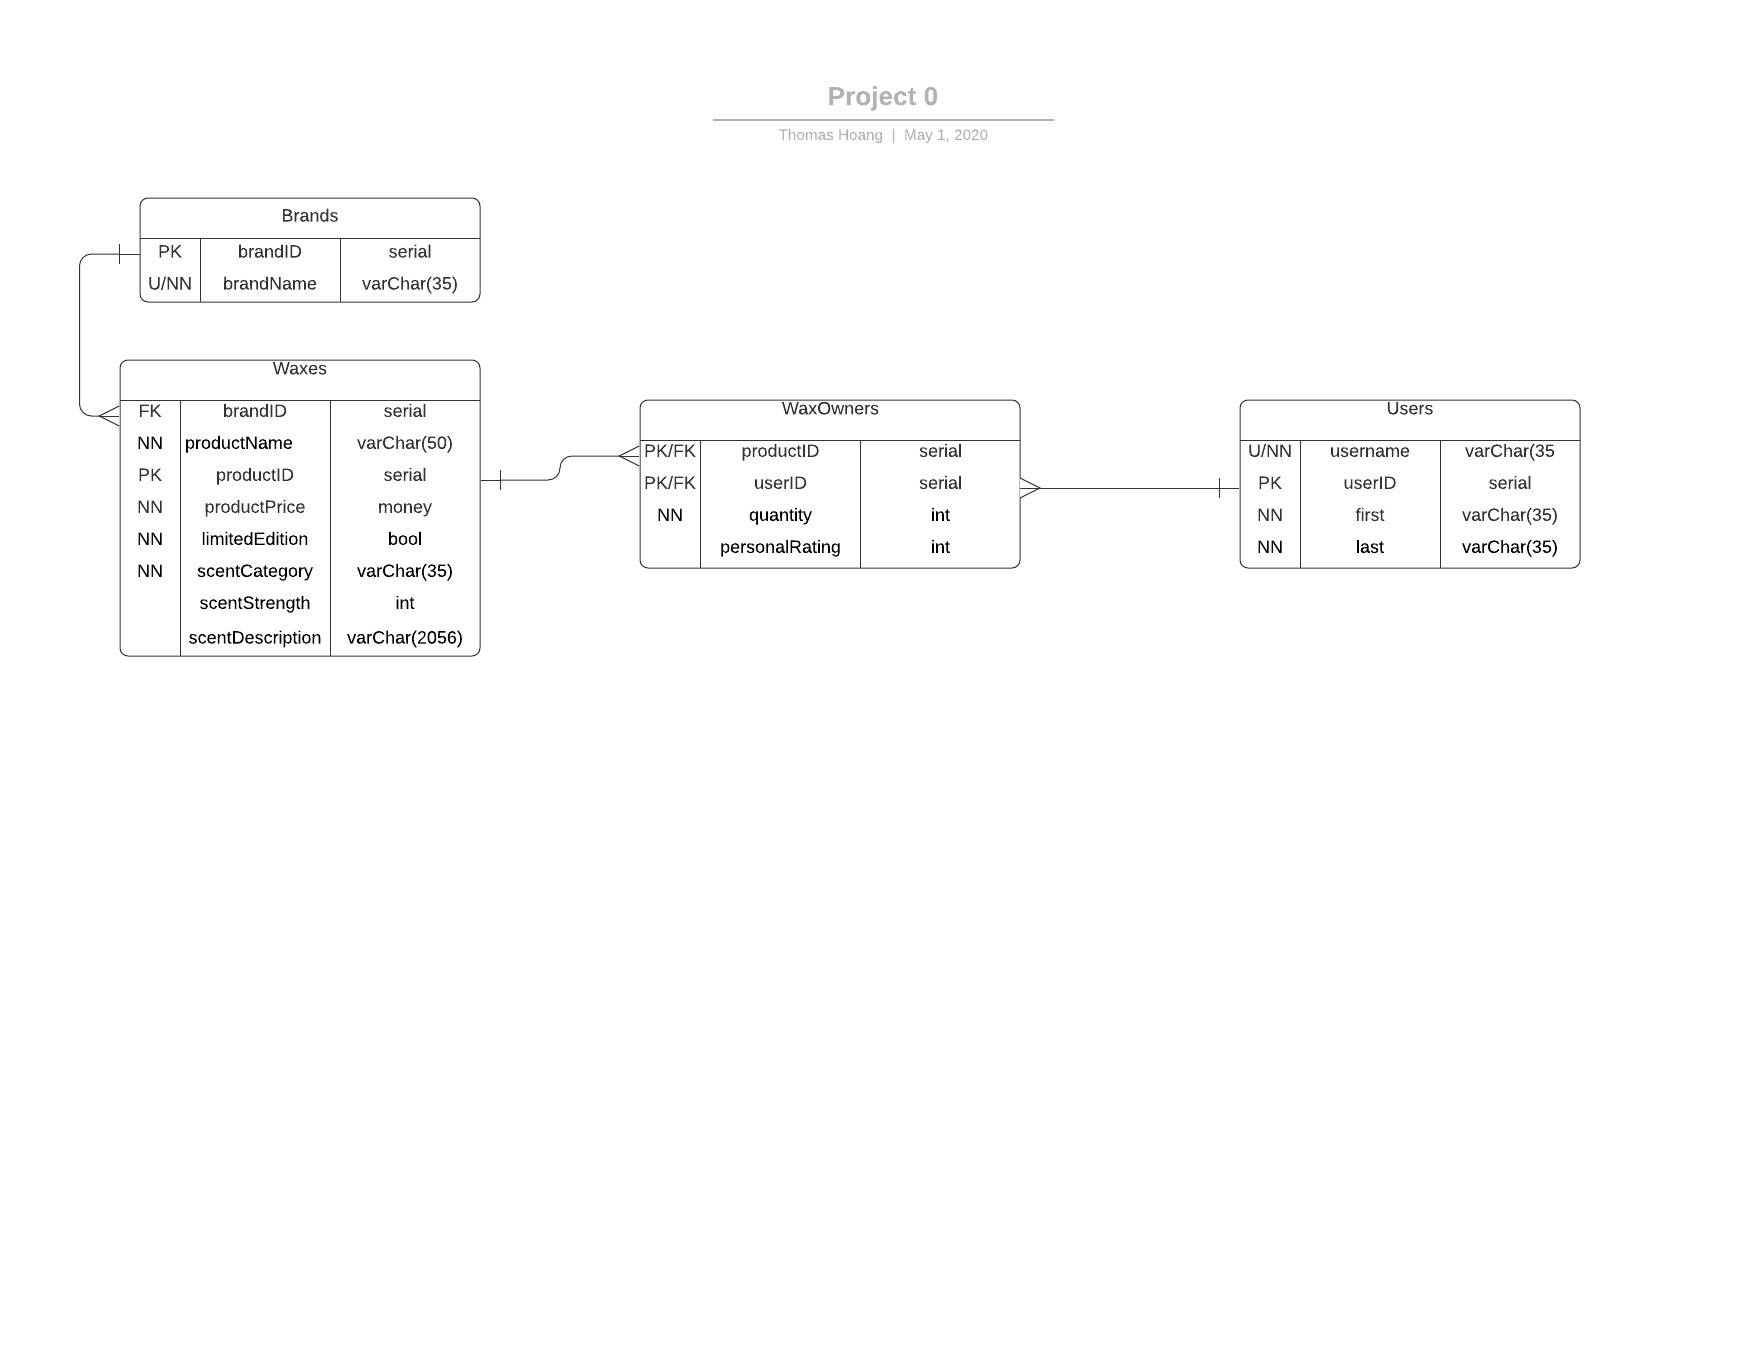 Project 0
Thomas Hoang | May 1, 2020
Brands
PK brandID serial
U/NN brandName varChar(35)
Waxes
FK brandID serial
NN productName varChar(50)
PK productID serial
NN productPrice money
NN limitedEdition bool
NN scentCategory varChar(35)
scentStrength int
scentDescription varChar(2056)
WaxOwners
PK/FK productID serial
PK/FK userID serial
NN quantity int
personalRating int
Users
U/NN username varChar(35
PK userID serial
NN first varChar(35)
NN last varChar(35)